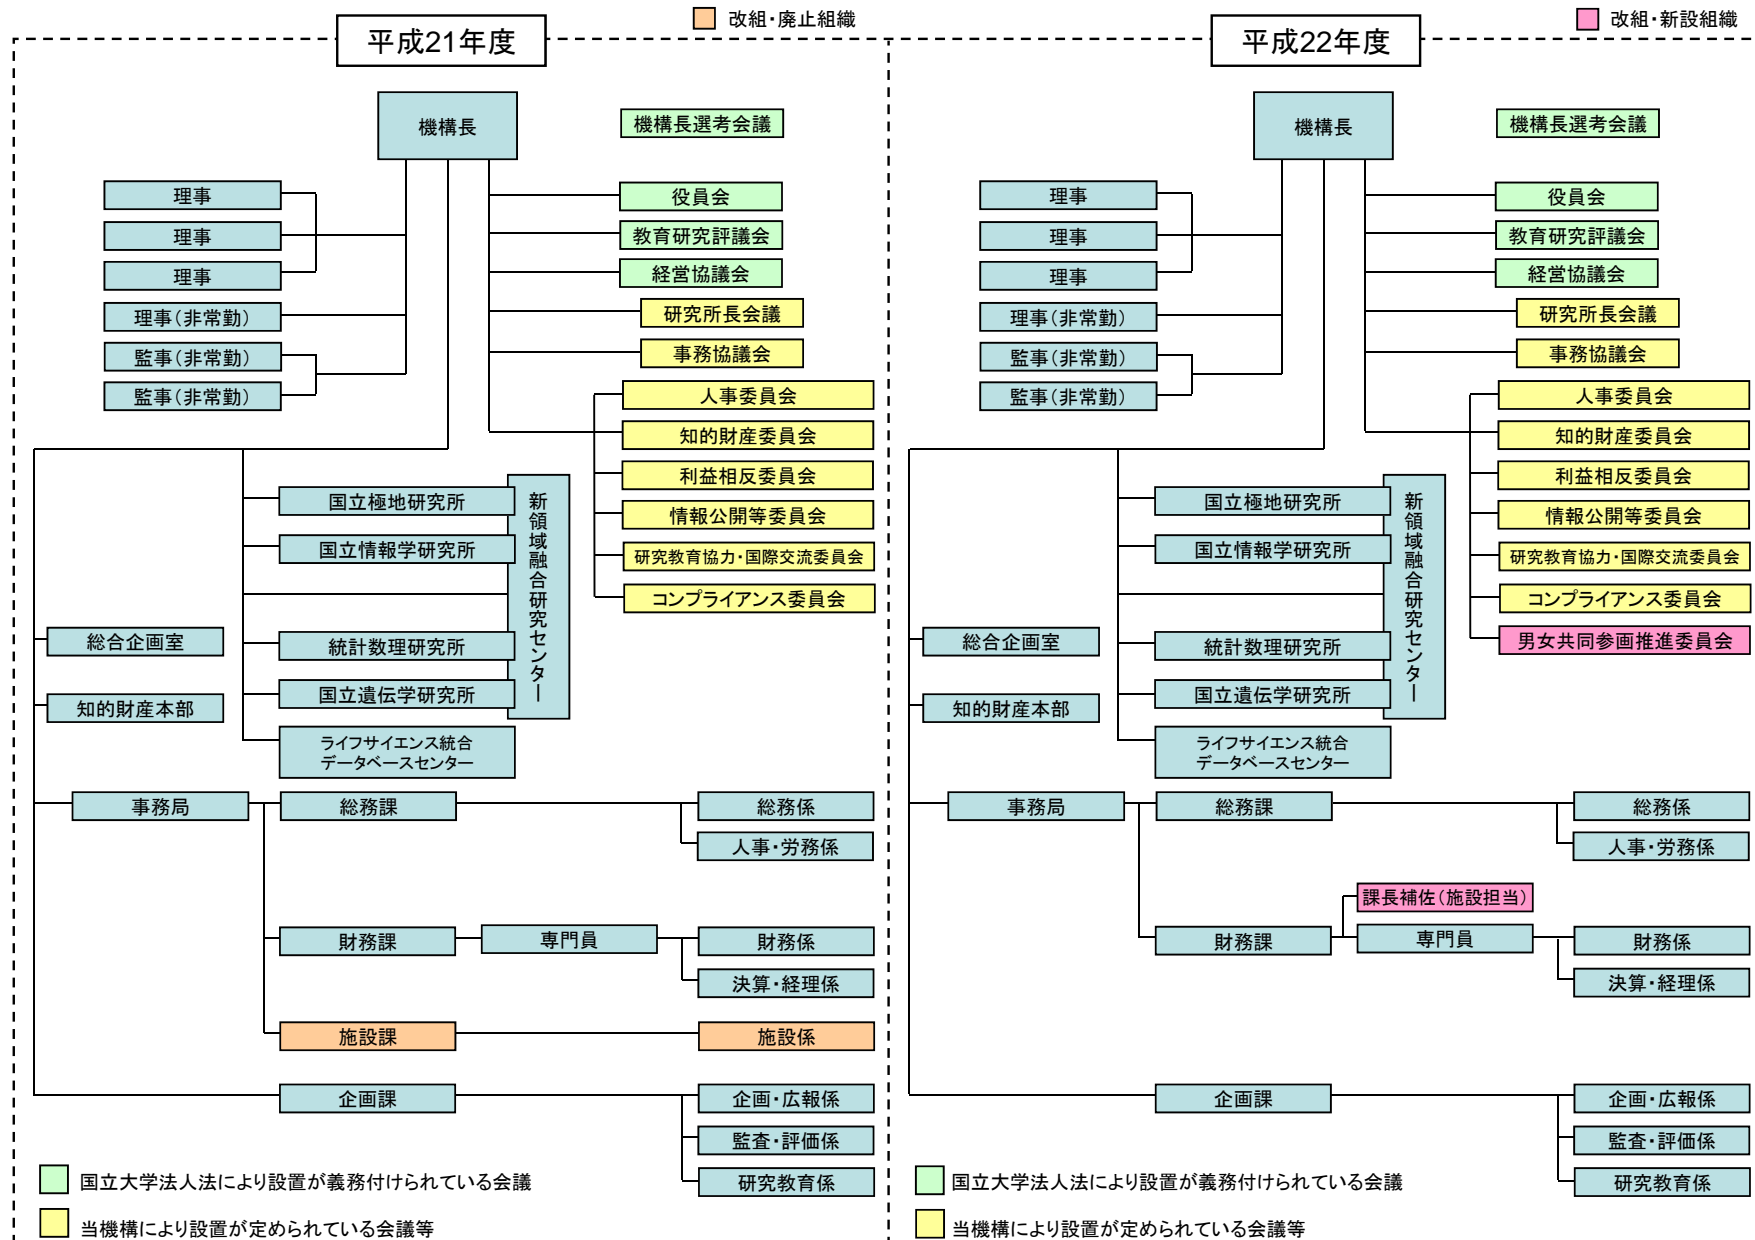 改組・廃止組織
平成21年度
機構長
機構長選考会議
理事
役員会
理事
教育研究評議会
理事
経営協議会
理事(非常勤)
研究所長会議
監事(非常勤)
事務協議会
監事(非常勤)
人事委員会
知的財産委員会
利益相反委員会
情報公開等委員会
研究教育協力・国際交流委員会
コンプライアンス委員会
国立極地研究所
国立情報学研究所
統計数理研究所
国立遺伝学研究所
新領域融合研究センター
ライフサイエンス統合
データベースセンター
総合企画室
知的財産本部
事務局
総務課
総務係
人事・労務係
財務課
専門員
財務係
決算・経理係
施設課
施設係
企画課
企画・広報係
監査・評価係
研究教育係
国立大学法人法により設置が義務付けられている会議
当機構により設置が定められている会議等
改組・新設組織
平成22年度
機構長
機構長選考会議
理事
役員会
理事
教育研究評議会
理事
経営協議会
理事(非常勤)
研究所長会議
監事(非常勤)
事務協議会
監事(非常勤)
人事委員会
知的財産委員会
利益相反委員会
情報公開等委員会
研究教育協力・国際交流委員会
コンプライアンス委員会
男女共同参画推進委員会
国立極地研究所
国立情報学研究所
統計数理研究所
国立遺伝学研究所
新領域融合研究センター
ライフサイエンス統合
データベースセンター
総合企画室
知的財産本部
事務局
総務課
総務係
人事・労務係
課長補佐(施設担当)
財務課
専門員
財務係
決算・経理係
企画課
企画・広報係
監査・評価係
研究教育係
国立大学法人法により設置が義務付けられている会議
当機構により設置が定められている会議等